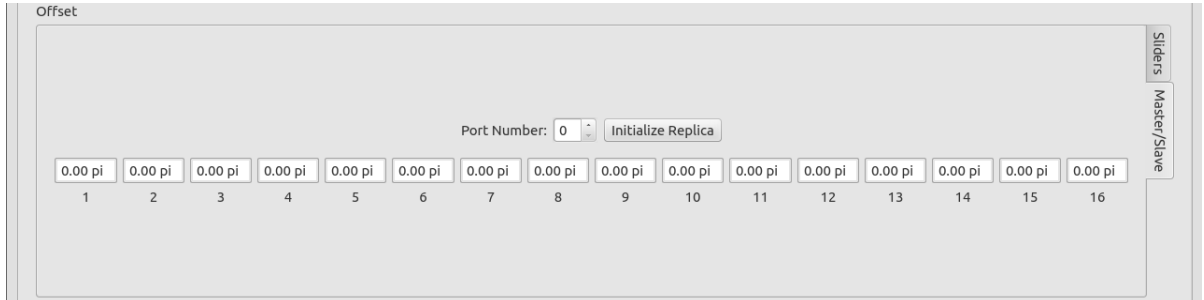 Offset
Sliders
Master/Slave
Port Number: 0 Initialize Replica
0.00 pi 0.00 pi 0.00 pi 0.00 pi 0.00 pi 0.00 pi 0.00 pi 0.00 pi 0.00 pi 0.00 pi 0.00 pi 0.00 pi 0.00 pi 0.00 pi 0.00 pi 0.00 pi
1 2 3 4 5 6 7 8 9 10 11 12 13 14 15 16